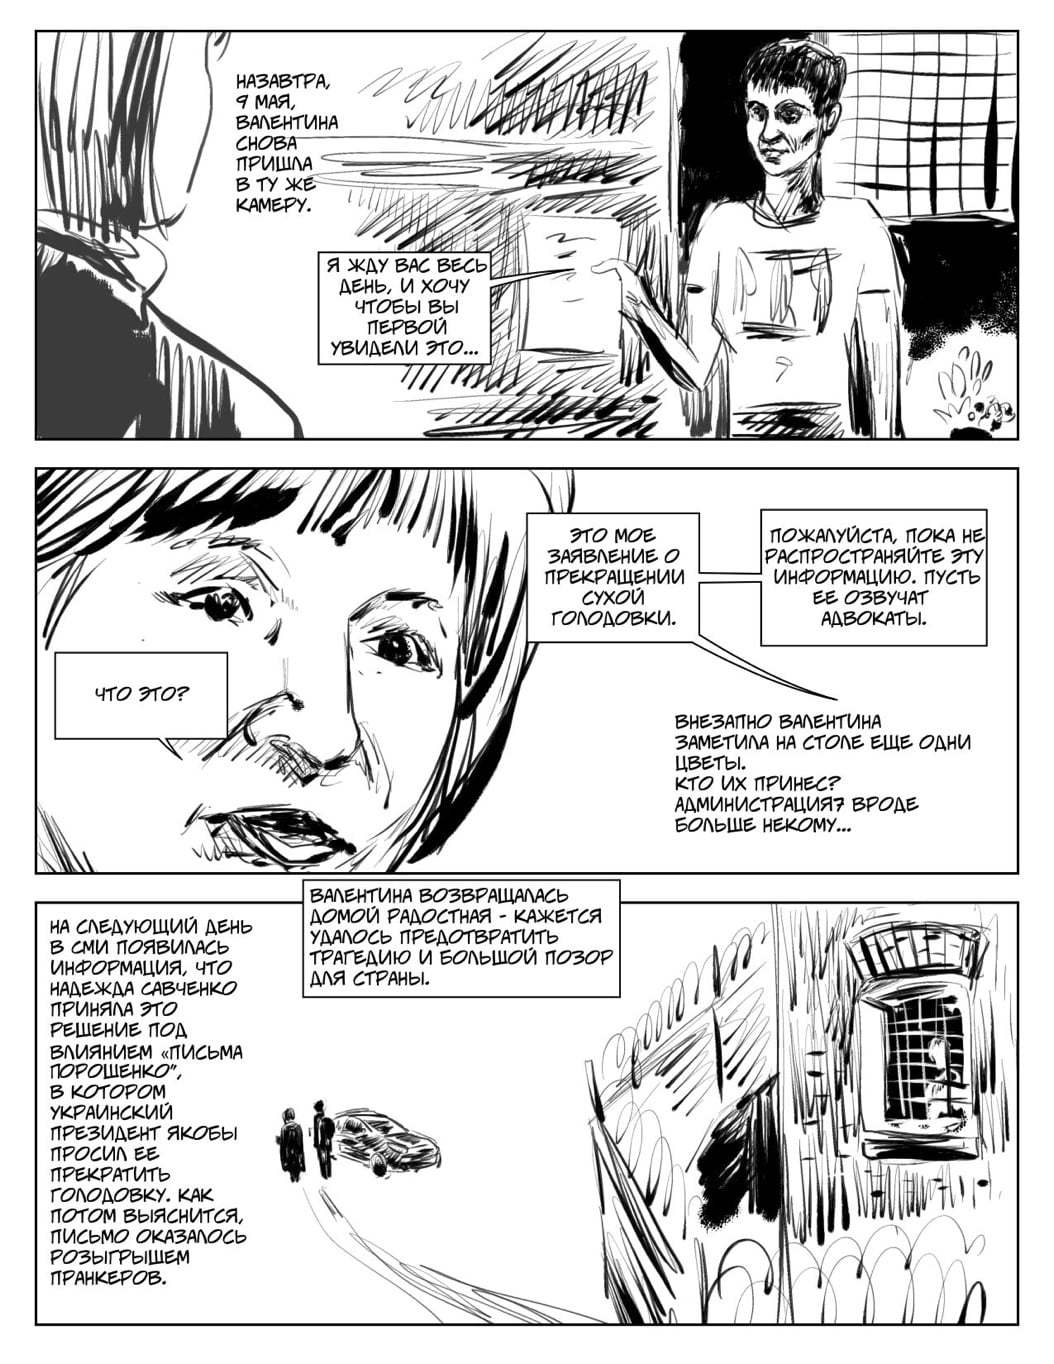 НАЗАВТРА,
9 МАЯ,
ВАЛЕНТИНА
СНОВА
ПРИШЛА
В ТУ ЖЕ
КАМЕРУ.
Я ЖДУ ВАС ВЕСЬ
ДЕНЬ, И ХОЧУ
ЧТОБЫ ВЫ
ПЕРВОЙ
УВИДЕЛИ ЭТО...
ЧТО ЭТО?
ЭТО МОЕ
ЗАЯВЛЕНИЕ О
ПРЕКРАЩЕНИИ
СУХОЙ
ГОЛОДОВКИ.
ПОЖАЛУЙСТА, ПОКА НЕ
РАСПРОСТРАНЯЙТЕ ЭТУ
ИНФОРМАЦИЮ. ПУСТЬ
ЕЕ ОЗВУЧАТ
АДВОКАТЫ.
ВНЕЗАПНО ВАЛЕНТИНА
ЗАМЕТИЛА НА СТОЛЕ ЕЩЕ ОДНИ
ЦВЕТЫ.
КТО ИХ ПРИНЕС?
АДМИНИСТРАЦИЯ7 ВРОДЕ
БОЛЬШЕ НЕКОМУ...
ВАЛЕНТИНА ВОЗВРАЩАЛАСЬ
ДОМОЙ РАДОСТНАЯ - КАЖЕТСЯ
УДАЛОСЬ ПРЕДОТВРАТИТЬ
ТРАГЕДИЮ И БОЛЬШОЙ ПОЗОР
ДЛЯ СТРАНЫ.
НА СЛЕДУЮЩИЙ ДЕНЬ
В СМИ ПОЯВИЛАСЬ
ИНФОРМАЦИЯ, ЧТО
НАДЕЖДА САВЧЕНКО
ПРИНЯЛА ЭТО
РЕШЕНИЕ ПОД
ВЛИЯНИЕМ «ПИСЬМА
ПОРОШЕНКО",
В КОТОРОМ
УКРАИНСКИЙ
ПРЕЗИДЕНТ ЯКОБЫ
ПРОСИЛ ЕЕ
ПРЕКРАТИТЬ
ГОЛОДОВКУ. КАК
ПОТОМ ВЫЯСНИТСЯ,
ПИСЬМО ОКАЗАЛОСЬ
РОЗЫГРЫШЕМ
ПРАНКЕРОВ.